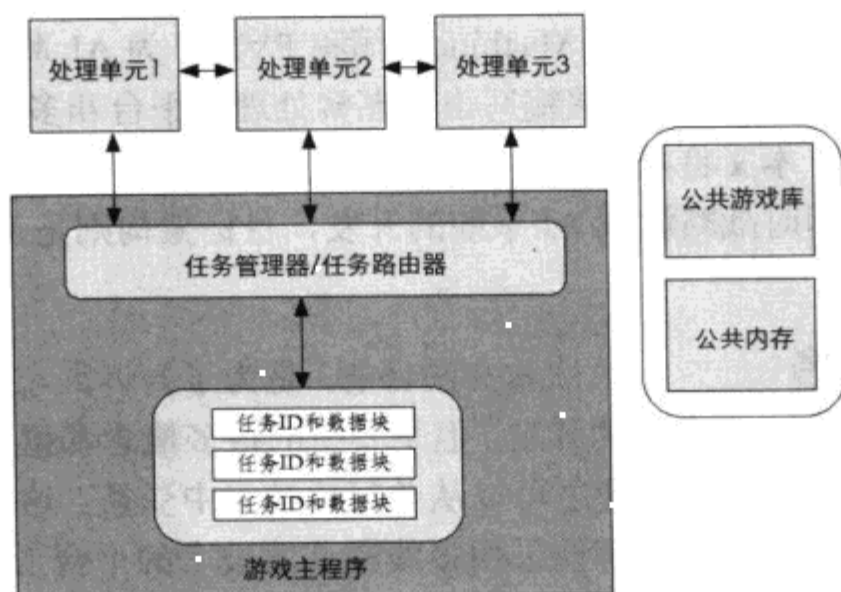 处理单元1
处理单元2
处理单元3
公共游戏库
任务管理器/任务路由器
公共内存
任务ID和数据块
任务ID和数据块
任务ID和数据块
游戏主程序